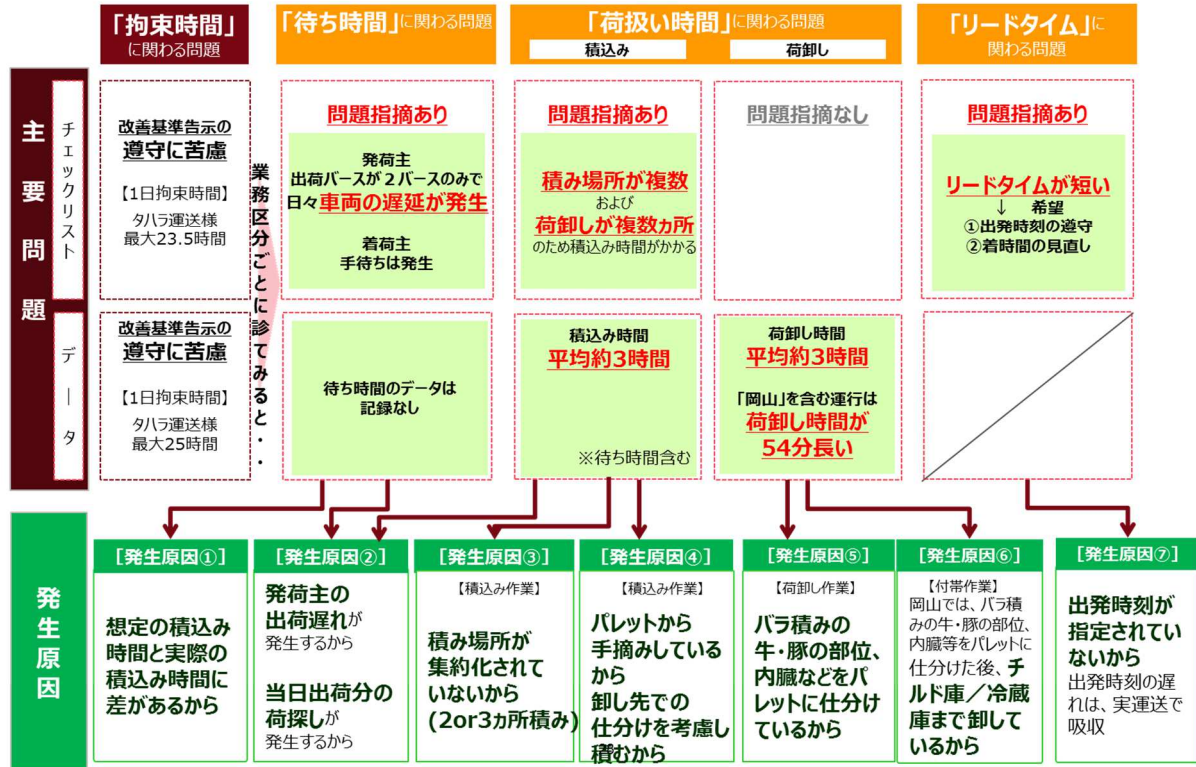 「拘束時間」
に関わる問題
「待ち時間」に関わる問題
「荷扱い時間」に関わる問題
積込み
荷卸し
「リードタイム」に
関わる問題
主要問題
チェックリスト
改善基準告示の
遵守に苦慮
【1日拘束時間】
タハラ運送様
最大23.5時間
業務区分ごとに診てみると・・
問題指摘あり
発荷主
出荷バースが２バースのみで
日々車両の遅延が発生
着荷主
手待ちは発生
問題指摘あり
積み場所が複数
および
荷卸しが複数ヵ所
のため積込み時間がかかる
問題指摘なし
問題指摘あり
リードタイムが短い
↓　希望
①出発時刻の遵守
②着時間の見直し
データ
改善基準告示の
遵守に苦慮
【1日拘束時間】
タハラ運送様
最大25時間
待ち時間のデータは
記録なし
積込み時間
平均約3時間
※待ち時間含む
荷卸し時間
平均約3時間
「岡山」を含む運行は
荷卸し時間が
54分長い
発生原因
［発生原因①］
想定の積込み
時間と実際の
積込み時間に
差があるから
［発生原因②］
発荷主の
出荷遅れが
発生するから
当日出荷分の
荷探しが
発生するから
［発生原因③］
【積込み作業】
積み場所が
集約化されて
いないから
(2or3ヵ所積み)
［発生原因④］
【積込み作業】
パレットから
手摘みしている
から
卸し先での
仕分けを考慮し
積むから
［発生原因⑤］
【荷卸し作業】
バラ積みの
牛・豚の部位、
内臓などをパ
レットに仕分け
ているから
［発生原因⑥］
【付帯作業】
岡山では、バラ積
みの牛・豚の部位、
内臓等をパレットに
仕分けた後、チ
ルド庫／冷蔵
庫まで卸して
いるから
［発生原因⑦］
出発時刻が
指定されてい
ないから
出発時刻の遅
れは、実運送で
吸収